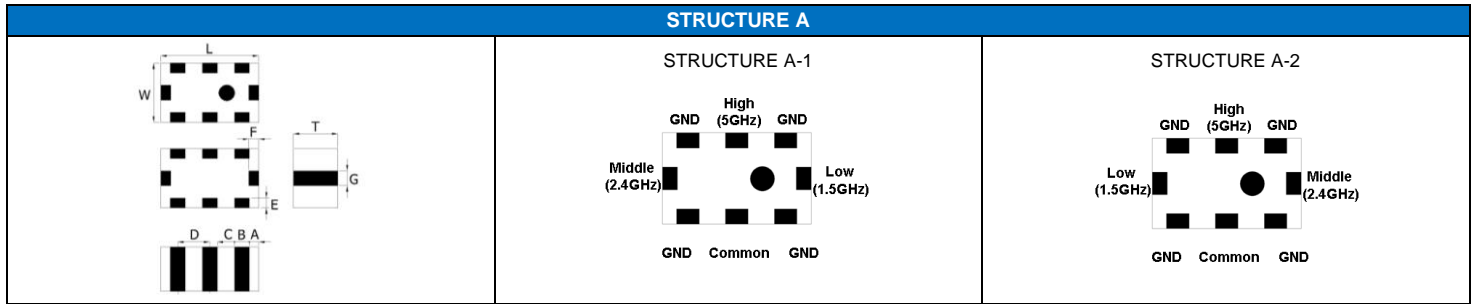 STRUCTURE A
L
W
F
T
G
E
D C B A
STRUCTURE A-1
High
GND (5GHz) GND
Middle
(2.4GHz)
Low
(1.5GHz)
GND Common GND
STRUCTURE A-2
High
GND (5GHz) GND
Low
(1.5GHz)
Middle
(2.4GHz)
GND Common GND